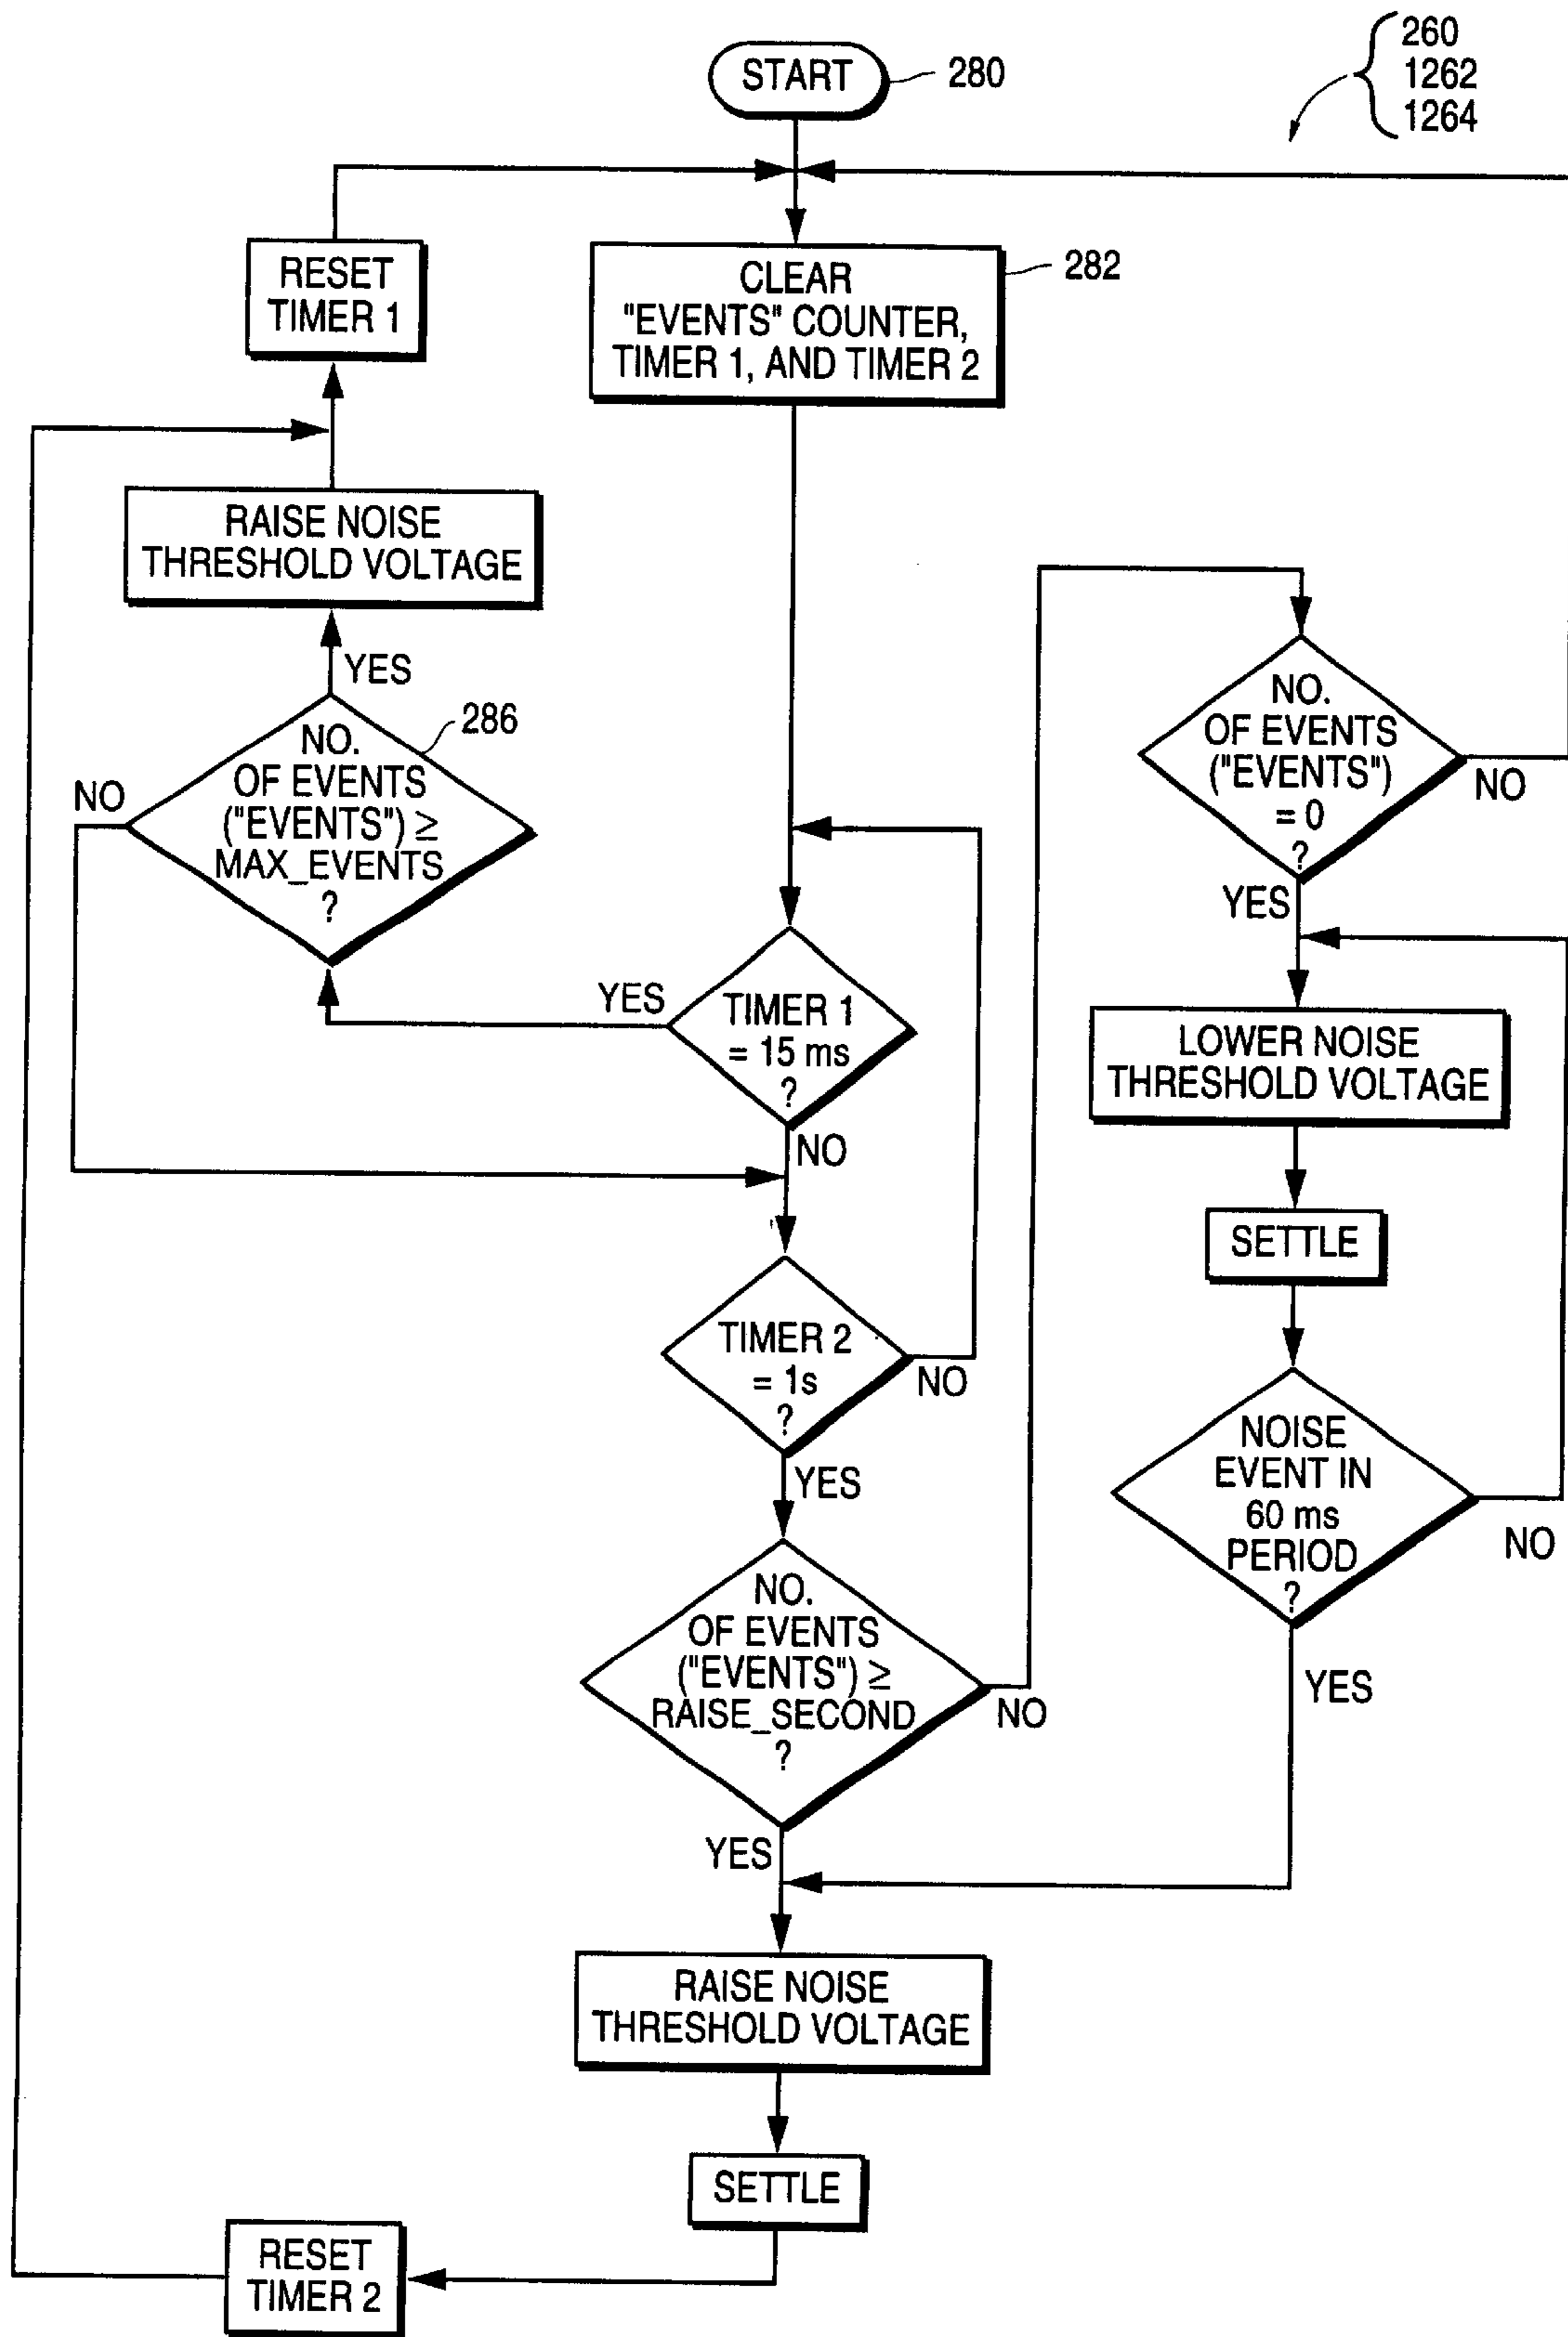 260
1262
1264
START
280
RESET
TIMER 1
CLEAR
"EVENTS" COUNTER,
TIMER 1, AND TIMER 2
282
RAISE NOISE
THRESHOLD VOLTAGE
YES
286
NO.
OF EVENTS
("EVENTS") ≥
MAX_EVENTS
?
NO
NO.
OF EVENTS
("EVENTS")
= 0
?
NO
YES
YES
TIMER 1
= 15 ms
?
NO
LOWER NOISE
THRESHOLD VOLTAGE
SETTLE
TIMER 2
= 1s
?
NO
YES
NOISE
EVENT IN
60 ms
PERIOD
?
NO
YES
NO.
OF EVENTS
("EVENTS") ≥
RAISE_SECOND
?
NO
YES
RAISE NOISE
THRESHOLD VOLTAGE
SETTLE
RESET
TIMER 2